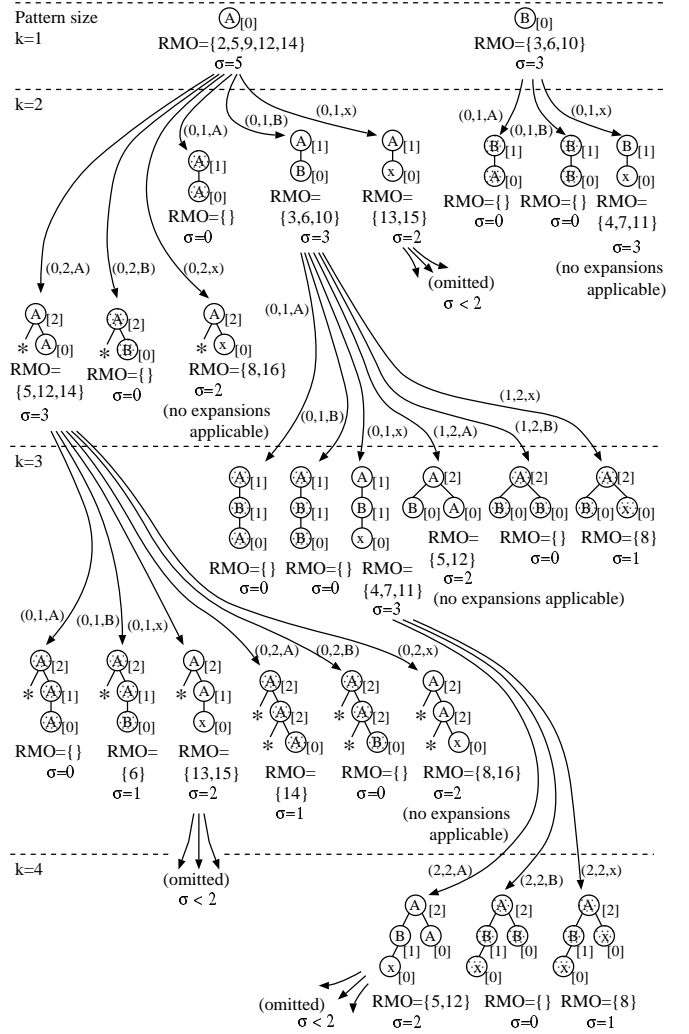 Pattern size
k=1
A [0]
RMO={2,5,9,12,14}
σ=5
B [0]
RMO={3,6,10}
σ=3
k=2
(0,1,A)
(0,1,B)
(0,1,x)
(0,1,A)
(0,1,B)
(0,1,x)
A [1]
A [0]
RMO={}
σ=0
A [1]
B [0]
RMO=
{3,6,10}
σ=3
A [1]
x [0]
RMO=
{13,15}
σ=2
(omitted)
σ < 2
B [1]
A [0]
RMO={}
σ=0
B [1]
B [0]
RMO={}
σ=0
B [1]
x [0]
RMO=
{4,7,11}
σ=3
(no expansions
applicable)
(0,2,A)
(0,2,B)
(0,2,x)
A [2]
* A [0]
RMO=
{5,12,14}
σ=3
A [2]
* B [0]
RMO={}
σ=0
A [2]
* x [0]
RMO={8,16}
σ=2
(no expansions
applicable)
(0,1,A)
(0,1,B)
(0,1,x)
(1,2,A)
(1,2,B)
(1,2,x)
k=3
A [1]
B [1]
A [0]
RMO={}
σ=0
A [1]
B [1]
B [0]
RMO={}
σ=0
A [1]
B [1]
x [0]
RMO=
{4,7,11}
σ=3
A [2]
B [0] A [0]
RMO=
{5,12}
σ=2
A [2]
B [0] B [0]
RMO={}
σ=0
A [2]
B [0] x [0]
RMO={8}
σ=1
(no expansions applicable)
(0,1,A)
(0,1,B)
(0,1,x)
(0,2,A)
(0,2,B)
(0,2,x)
A [2]
* A [1]
A [0]
RMO={}
σ=0
A [2]
* A [1]
B [0]
RMO=
{6}
σ=1
A [2]
* A [1]
x [0]
RMO=
{13,15}
σ=2
A [2]
* A [2]
* A [0]
RMO=
{14}
σ=1
A [2]
* A [2]
* B [0]
RMO={}
σ=0
A [2]
* A [2]
* x [0]
RMO={8,16}
σ=2
(no expansions
applicable)
k=4
(omitted)
σ < 2
(2,2,A)
(2,2,B)
(2,2,x)
A [2]
B [1] A [0]
x [0]
RMO={5,12}
σ=2
(omitted)
σ < 2
A [2]
B [1] B [0]
x [0]
RMO={}
σ=0
A [2]
B [1] x [0]
x [0]
RMO={8}
σ=1